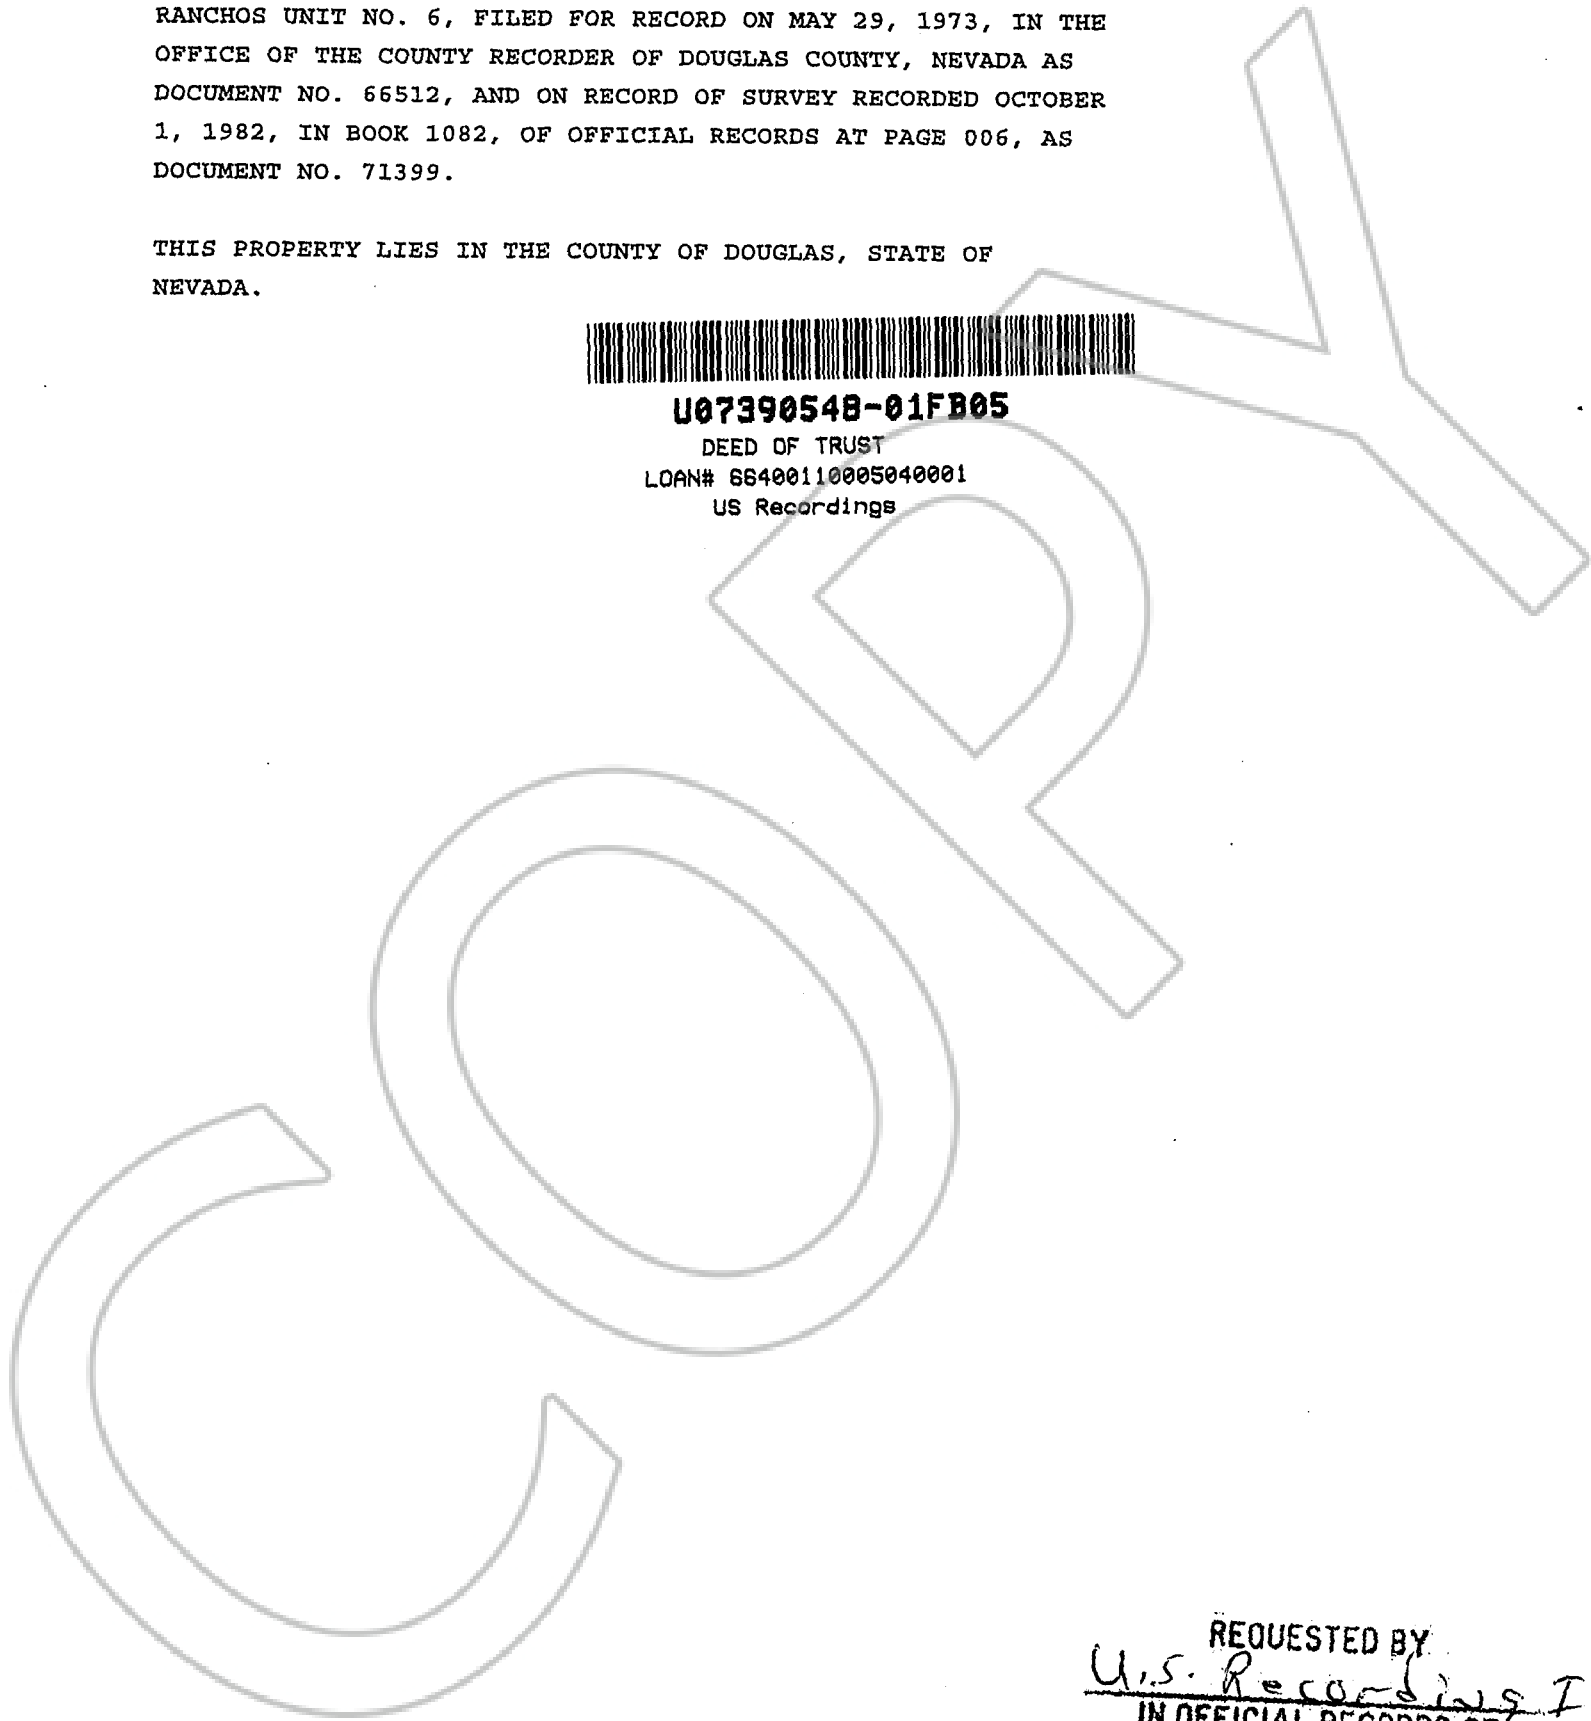 RANCHOS UNIT NO. 6, FILED FOR RECORD ON MAY 29, 1973, IN THE
OFFICE OF THE COUNTY RECORDER OF DOUGLAS COUNTY, NEVADA AS
DOCUMENT NO. 66512, AND ON RECORD OF SURVEY RECORDED OCTOBER
1, 1982, IN BOOK 1082, OF OFFICIAL RECORDS AT PAGE 006, AS
DOCUMENT NO. 71399.
THIS PROPERTY LIES IN THE COUNTY OF DOUGLAS, STATE OF
NEVADA.
U07390548-01FB05
DEED OF TRUST
LOAN# 66400110005040001
US Recordings
COPY
REQUESTED BY
U.S. Recordings I
IN OFFICIAL RECORDS OF